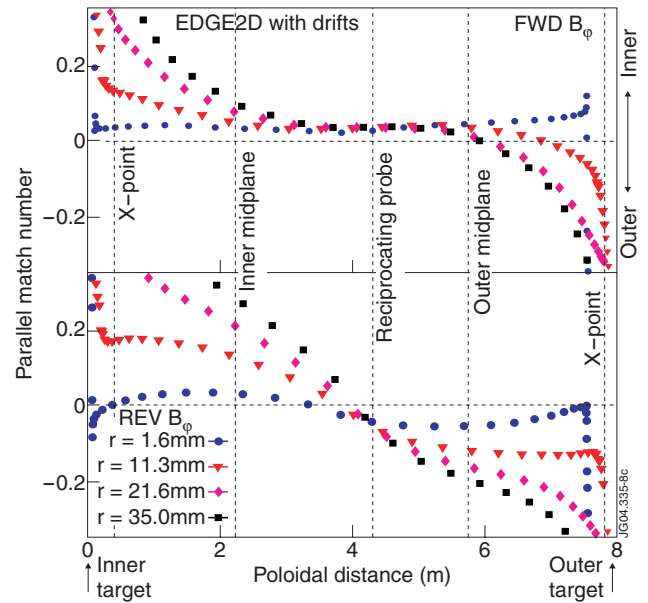 EDGE2D with drifts
FWD Bφ
0.2
0
−0.2
X-point
Inner midplane
Reciprocating probe
Outer midplane
Inner
Outer
X-point
Parallel match number
0.2
0
−0.2
REV Bφ
r = 1.6mm
r = 11.3mm
r = 21.6mm
r = 35.0mm
JG04.335-8c
0 2 4 6 8
Inner target
Poloidal distance (m)
Outer target